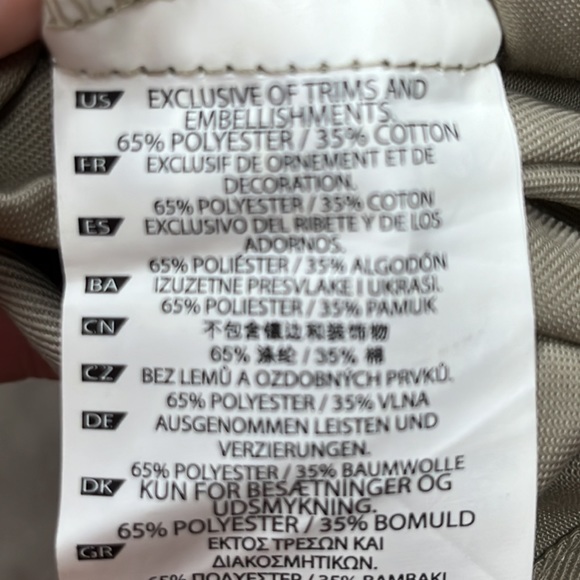 US EXCLUSIVE OF TRIMS AND
EMBELLISHMENTS.
65% POLYESTER / 35% COTTON
FR EXCLUSIF DE ORNEMENT ET DE
DECORATION.
65% POLYESTER / 35% COTON
ES EXCLUSIVO DEL RIBETE Y DE LOS
ADORNOS.
65% POLIÉSTER / 35% ALGODÓN
BA IZUZETNE PRESVLAKE I UKRASI.
65% POLIESTER / 35% PAMUK
CN 不包含镶边和装饰物
65% 涤纶 / 35% 棉
CZ BEZ LEMŮ A OZDOBNÝCH PRVKŮ.
65% POLYESTER / 35% VLNA
DE AUSGENOMMEN LEISTEN UND
VERZIERUNGEN.
65% POLYESTER / 35% BAUMWOLLE
DK KUN FOR BESÆTNINGER OG
UDSMYKNING.
65% POLYESTER / 35% BOMULD
GR ΕΚΤΟΣ ΤΡΕΣΩΝ ΚΑΙ
ΔΙΑΚΟΣΜΗΤΙΚΩΝ.
65% ΠΟΛΥΕΣΤΕΡ / 35% ΒΑΜΒΑΚΙ